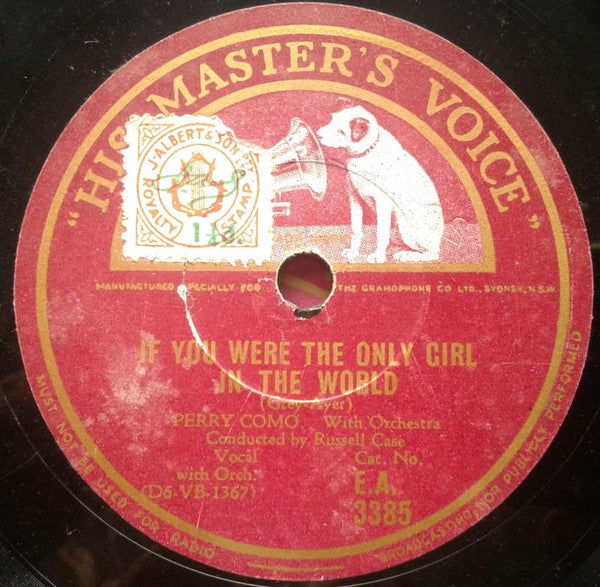 "HIS MASTER'S VOICE"
J. ALBERT & SON
ROYALTY STAMP
MANUFACTURED SPECIALLY FOR THE GRAMOPHONE CO LTD., SYDNEY, N.S.W
IF YOU WERE THE ONLY GIRL
IN THE WORLD
(Grey-Ayer)
PERRY COMO With Orchestra
Conducted by Russell Case
Vocal Cat. No.
with Orch. E.A.
(D6-VB-1367) 3385
MUST NOT BE USED FOR RADIO
BROADCASTING NOR PUBLICLY PERFORMED